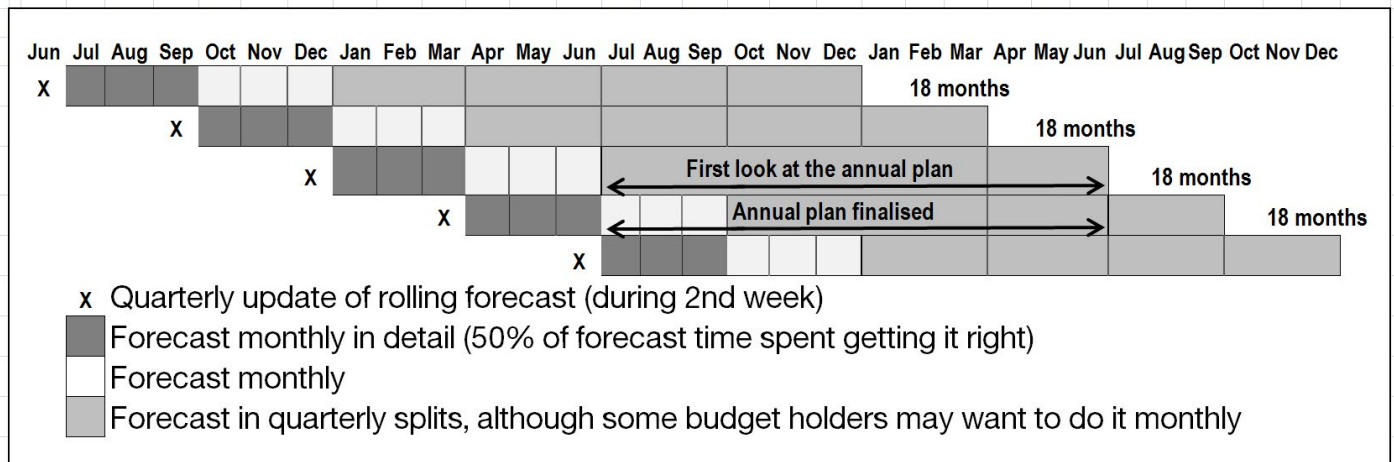 Jun Jul Aug Sep Oct Nov Dec Jan Feb Mar Apr May Jun Jul Aug Sep Oct Nov Dec Jan Feb Mar Apr May Jun Jul Aug Sep Oct Nov Dec
X 18 months
X 18 months
X First look at the annual plan 18 months
X Annual plan finalised 18 months
X
X Quarterly update of rolling forecast (during 2nd week)
Forecast monthly in detail (50% of forecast time spent getting it right)
Forecast monthly
Forecast in quarterly splits, although some budget holders may want to do it monthly